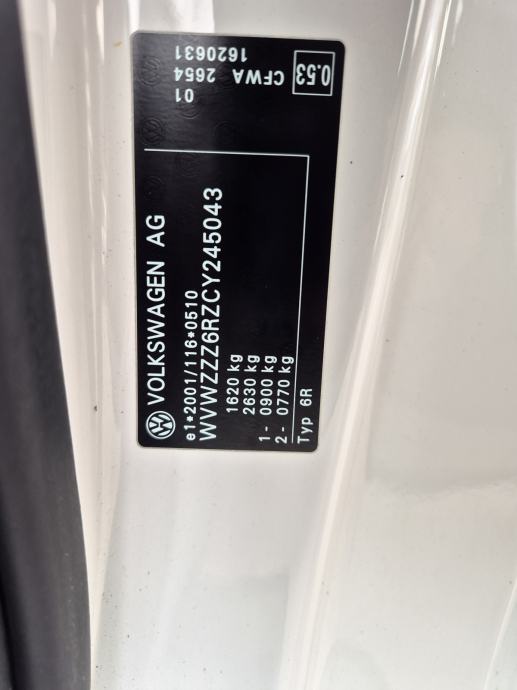 VOLKSWAGEN AG
e1*2001/116*0510
WVWZZZ6RZCY245043
1620 kg
2630 kg
1- 0900 kg
2- 0770 kg
Typ 6R
01
CFWA 2654
1620631
0.53